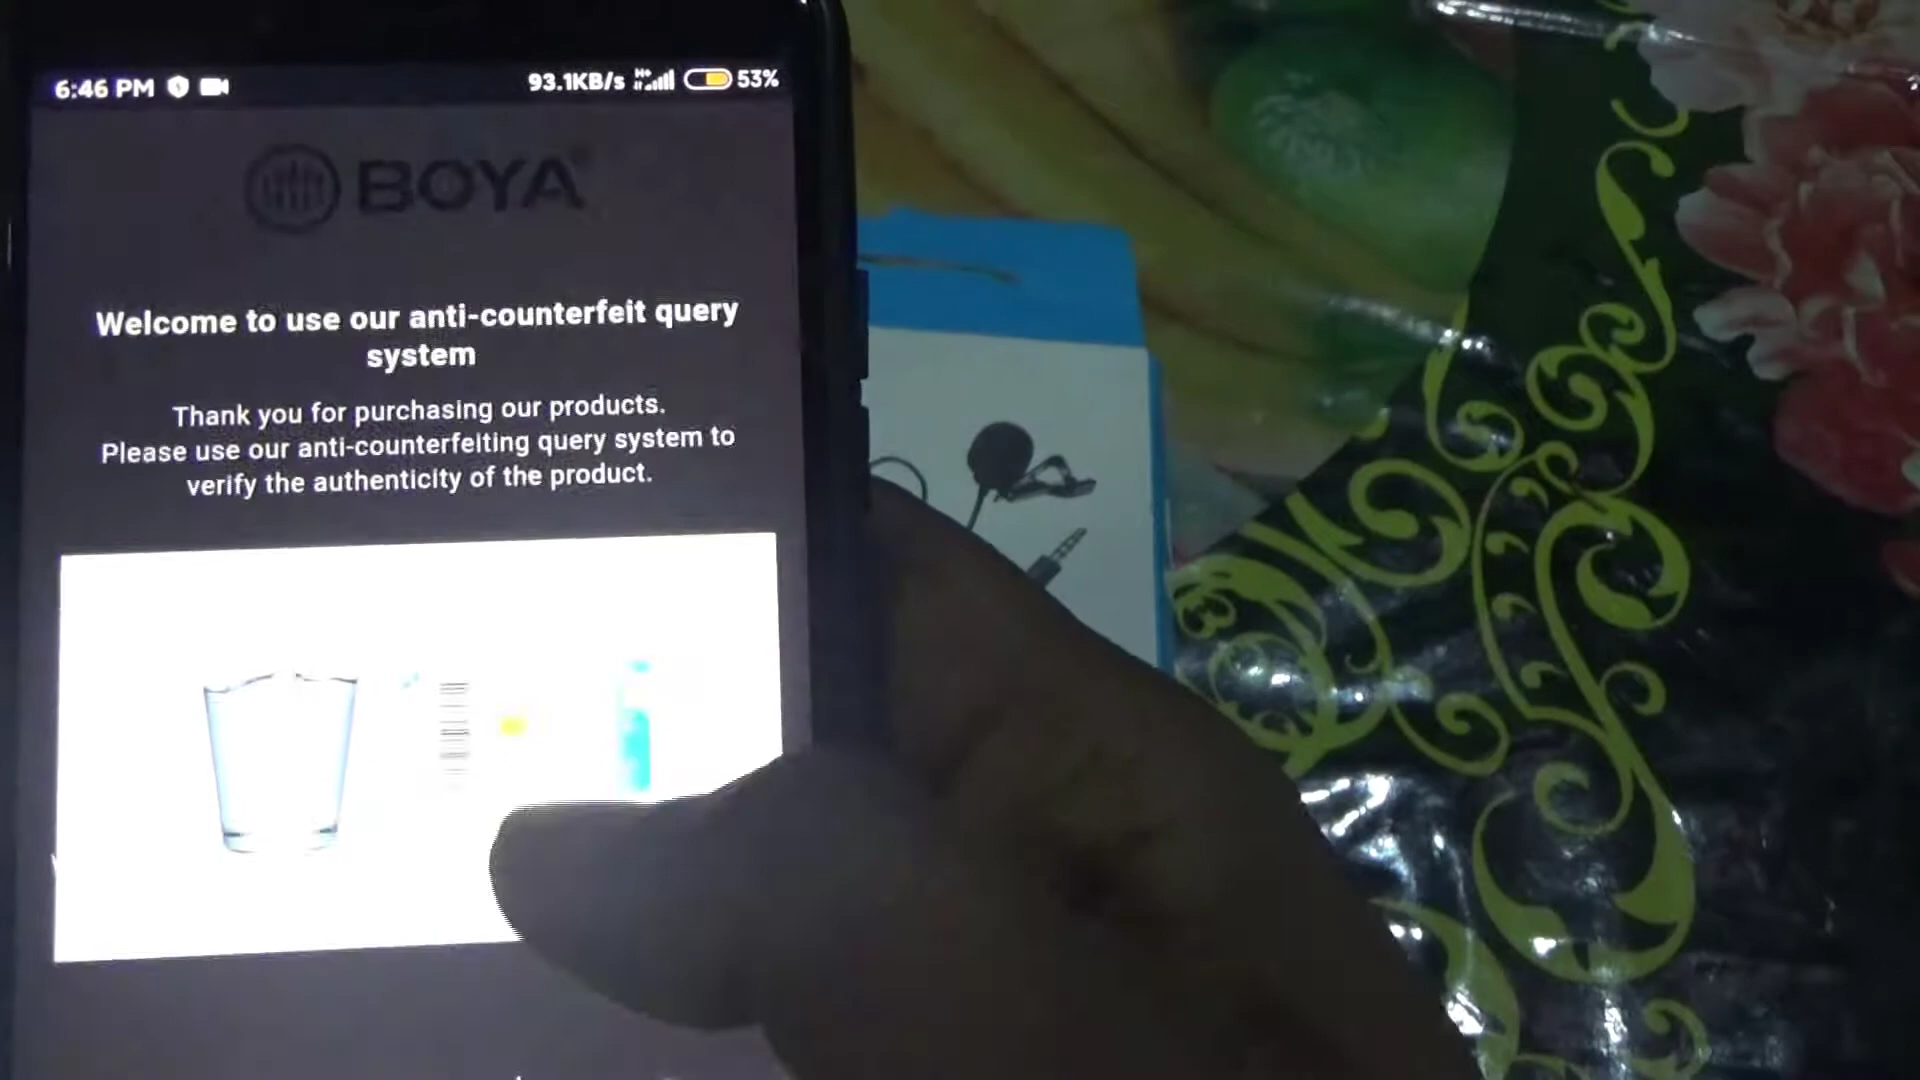 6:46 PM 93.1KB/s H+ 53%
BOYA
Welcome to use our anti-counterfeit query
system
Thank you for purchasing our products.
Please use our anti-counterfeiting query system to
verify the authenticity of the product.